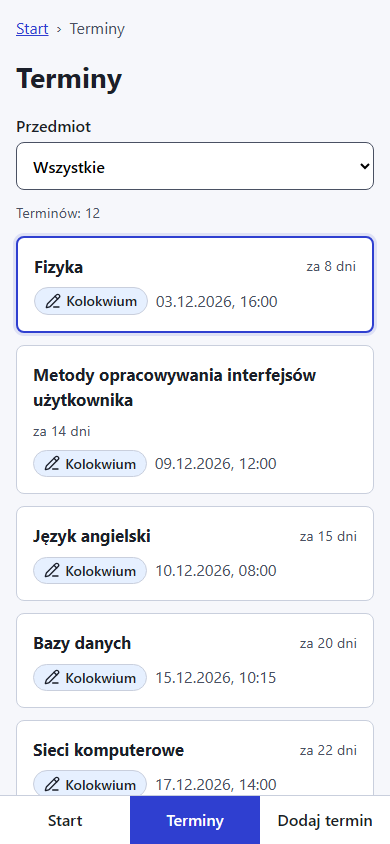 Start › Terminy
Terminy
Przedmiot
Wszystkie
Terminów: 12
Fizyka za 8 dni
Kolokwium 03.12.2026, 16:00
Metody opracowywania interfejsów
użytkownika
za 14 dni
Kolokwium 09.12.2026, 12:00
Język angielski za 15 dni
Kolokwium 10.12.2026, 08:00
Bazy danych za 20 dni
Kolokwium 15.12.2026, 10:15
Sieci komputerowe za 22 dni
Kolokwium 17.12.2026, 14:00
Start Terminy Dodaj termin